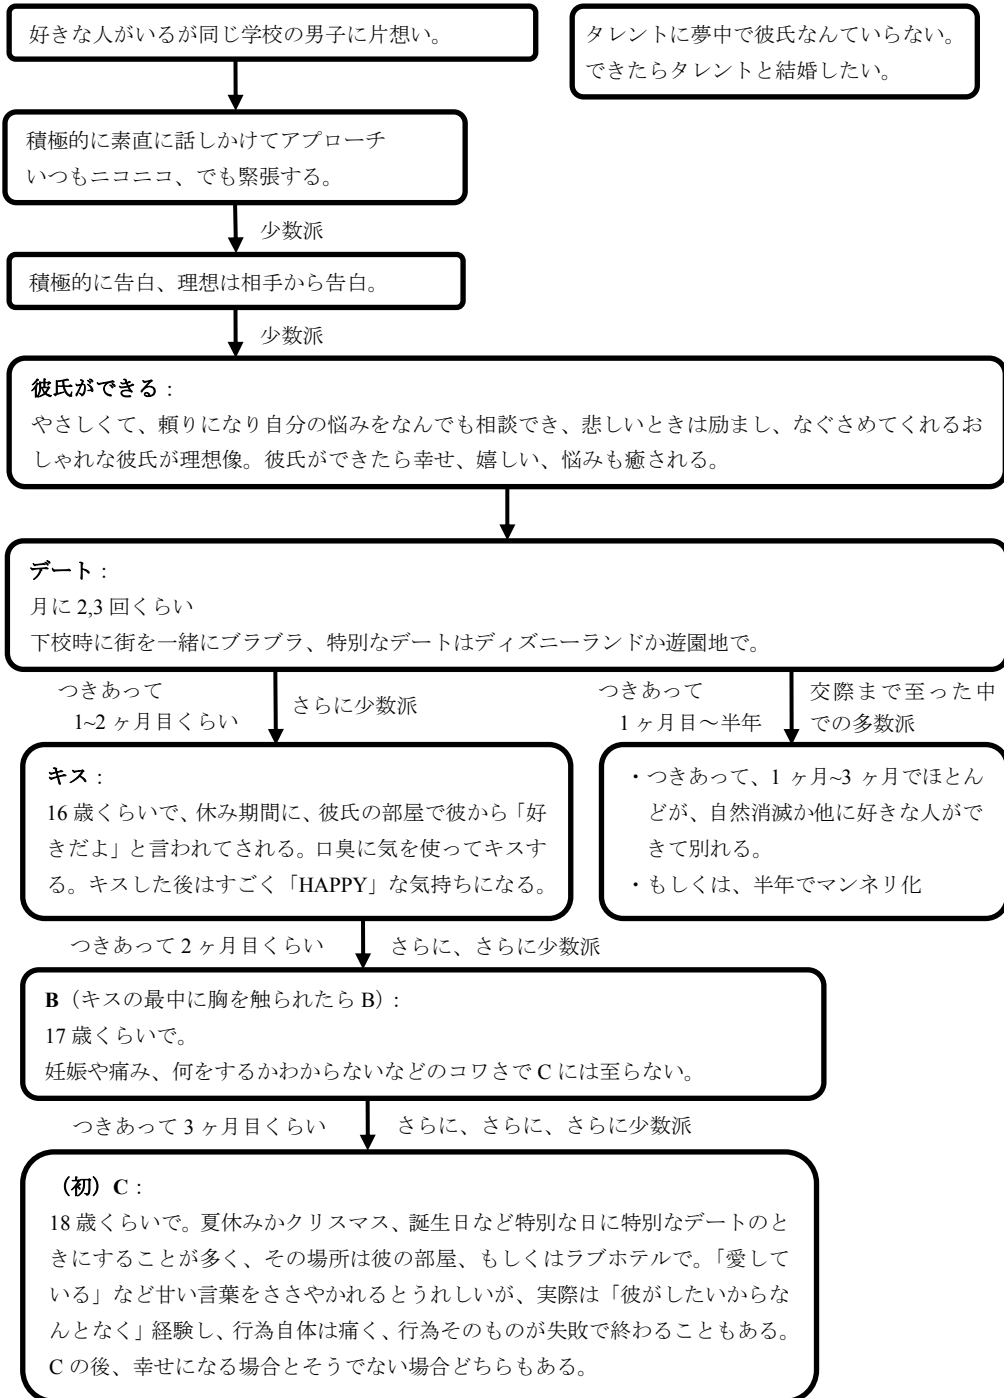 好きな人がいるが同じ学校の男子に片想い。
タレントに夢中で彼氏なんていらない。
できたらタレントと結婚したい。
積極的に素直に話しかけてアプローチ
いつもニコニコ、でも緊張する。
少数派
積極的に告白、理想は相手から告白。
少数派
彼氏ができる：
やさしくて、頼りになり自分の悩みをなんでも相談でき、悲しいときは励まし、なぐさめてくれるお
しゃれな彼氏が理想像。彼氏ができたら幸せ、嬉しい、悩みも癒される。
デート：
月に 2,3 回くらい
下校時に街を一緒にブラブラ、特別なデートはディズニーランドか遊園地で。
つきあって
1~2 ヶ月目くらい
さらに少数派
つきあって
1 ヶ月目～半年
交際まで至った中
での多数派
キス：
16 歳くらいで、休み期間に、彼氏の部屋で彼から「好
きだよ」と言われてされる。口臭に気を使ってキスす
る。キスした後はすごく「HAPPY」な気持ちになる。
・つきあって、1 ヶ月~3 ヶ月でほとん
どが、自然消滅か他に好きな人がで
きて別れる。
・もしくは、半年でマンネリ化
つきあって 2 ヶ月目くらい
さらに、さらに少数派
B（キスの最中に胸を触られたら B）：
17 歳くらいで。
妊娠や痛み、何をするかわからないなどのコワさで C には至らない。
つきあって 3 ヶ月目くらい
さらに、さらに、さらに少数派
（初）C：
18 歳くらいで。夏休みかクリスマス、誕生日など特別な日に特別なデートのと
きにすることが多く、その場所は彼の部屋、もしくはラブホテルで。「愛して
いる」など甘い言葉をささやかれるとうれしいが、実際は「彼がしたいからな
んとなく」経験し、行為自体は痛く、行為そのものが失敗で終わることもある。
C の後、幸せになる場合とそうでない場合どちらもある。